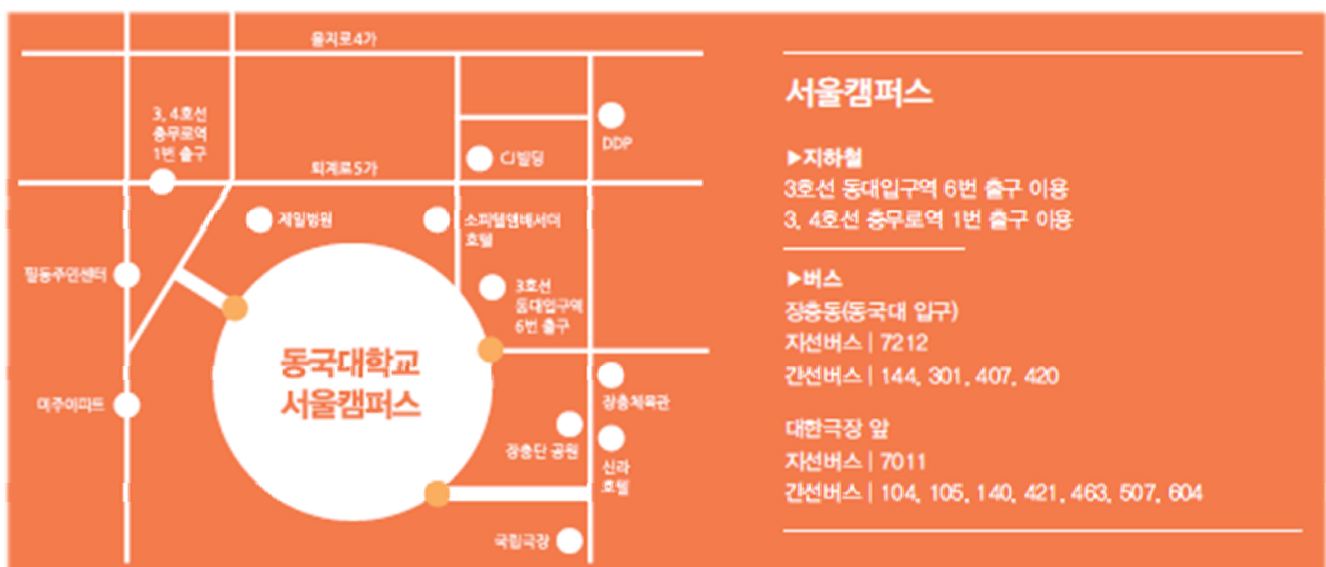 을지로4가
3, 4호선
충무로역
1번 출구
DDP
CJ빌딩
퇴계로5가
제일병원
소피텔앰배서더
호텔
필동주민센터
3호선
동대입구역
6번 출구
동국대학교
서울캠퍼스
미주아파트
장충체육관
장충단 공원
신라
호텔
국립극장
서울캠퍼스
▶지하철
3호선 동대입구역 6번 출구 이용
3, 4호선 충무로역 1번 출구 이용
▶버스
장충동(동국대 입구)
지선버스 | 7212
간선버스 | 144, 301, 407, 420
대한극장 앞
지선버스 | 7011
간선버스 | 104, 105, 140, 421, 463, 507, 604